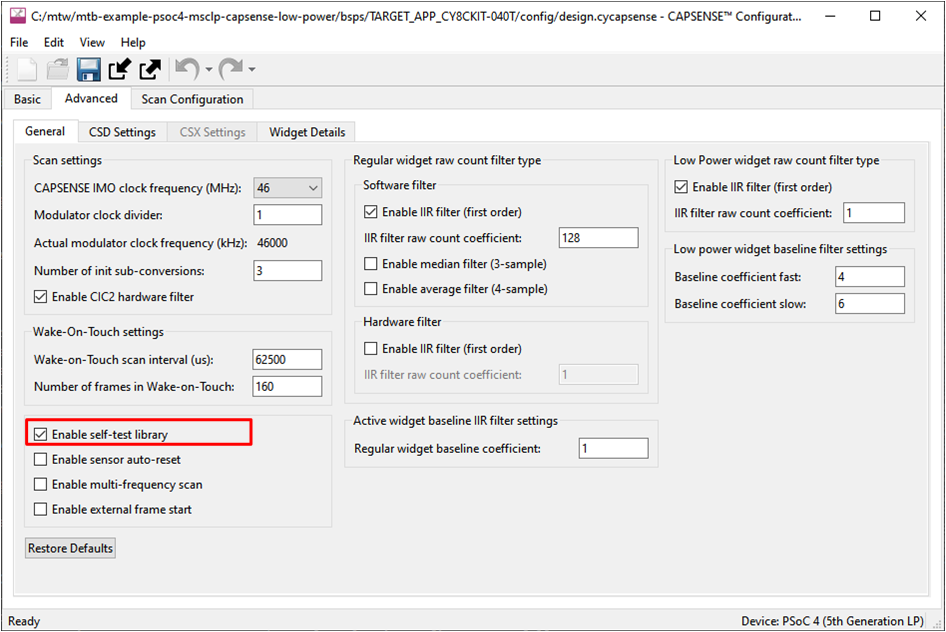 C:/mtw/mtb-example-psoc4-msclp-capsense-low-power/bsps/TARGET_APP_CY8CKIT-040T/config/design.cycapsense - CAPSENSE™ Configurat...
File Edit View Help
Basic Advanced Scan Configuration
General CSD Settings CSX Settings Widget Details
Scan settings
CAPSENSE IMO clock frequency (MHz): 46
Modulator clock divider: 1
Actual modulator clock frequency (kHz): 46000
Number of init sub-conversions: 3
Enable CIC2 hardware filter
Wake-On-Touch settings
Wake-on-Touch scan interval (us): 62500
Number of frames in Wake-on-Touch: 160
Enable self-test library
Enable sensor auto-reset
Enable multi-frequency scan
Enable external frame start
Restore Defaults
Regular widget raw count filter type
Software filter
Enable IIR filter (first order)
IIR filter raw count coefficient: 128
Enable median filter (3-sample)
Enable average filter (4-sample)
Hardware filter
Enable IIR filter (first order)
IIR filter raw count coefficient: 1
Active widget baseline IIR filter settings
Regular widget baseline coefficient: 1
Low Power widget raw count filter type
Enable IIR filter (first order)
IIR filter raw count coefficient: 1
Low power widget baseline filter settings
Baseline coefficient fast: 4
Baseline coefficient slow: 6
Ready Device: PSoC 4 (5th Generation LP)